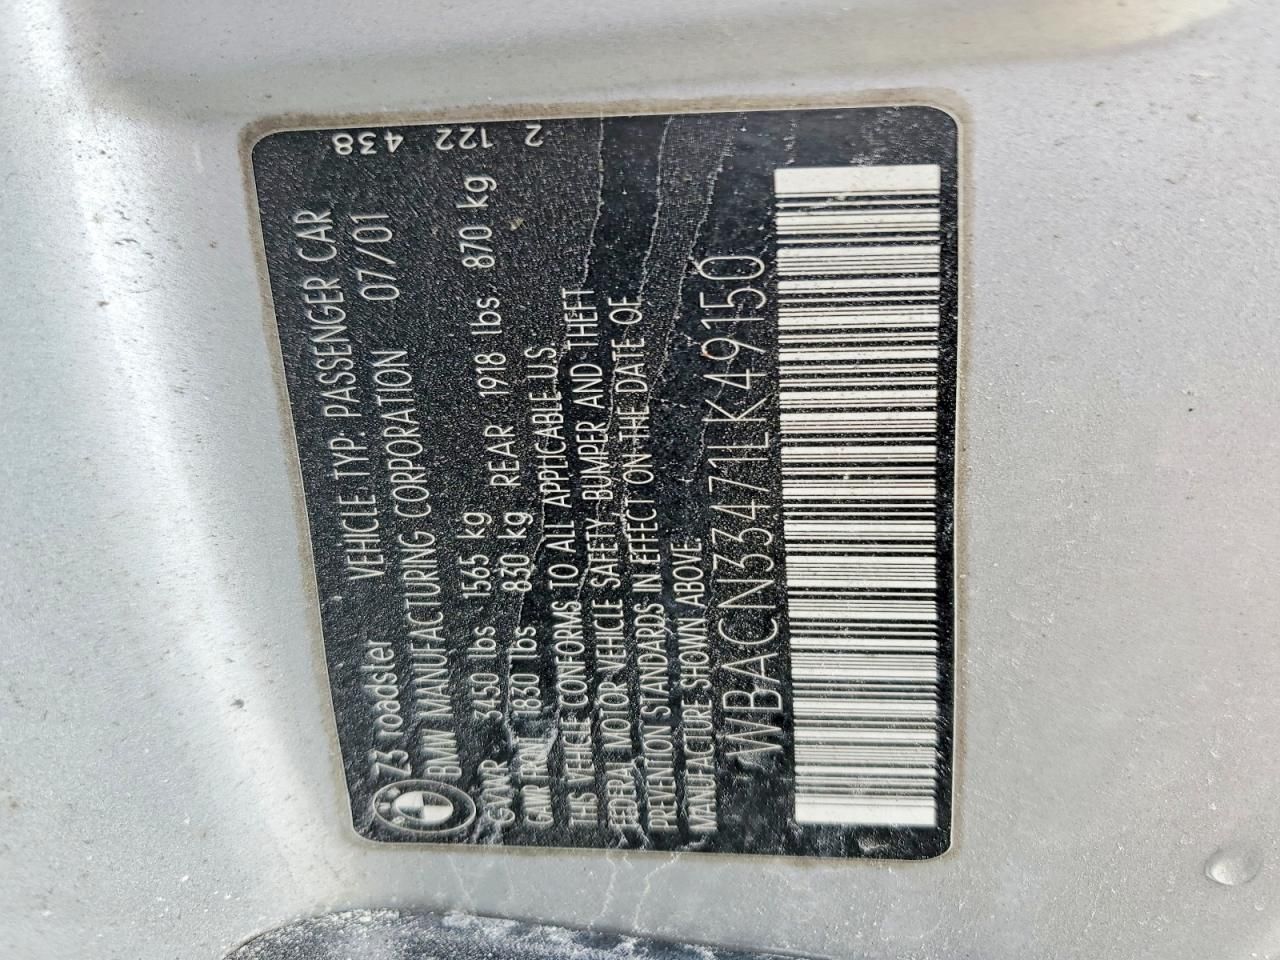 Z3 roadster VEHICLE TYP: PASSENGER CAR
BMW MANUFACTURING CORPORATION 07/01
GVWR 3450 lbs 1565 kg
GWR FRNT 1830 lbs 830 kg REAR 1918 lbs 870 kg
THIS VEHICLE CONFORMS TO ALL APPLICABLE U.S
FEDERAL MOTOR VEHICLE SAFETY, BUMPER AND THEFT
PREVENTION STANDARDS IN EFFECT ON THE DATE OF
MANUFACTURE SHOWN ABOVE.
WBACN33471LK49150
438
122
2